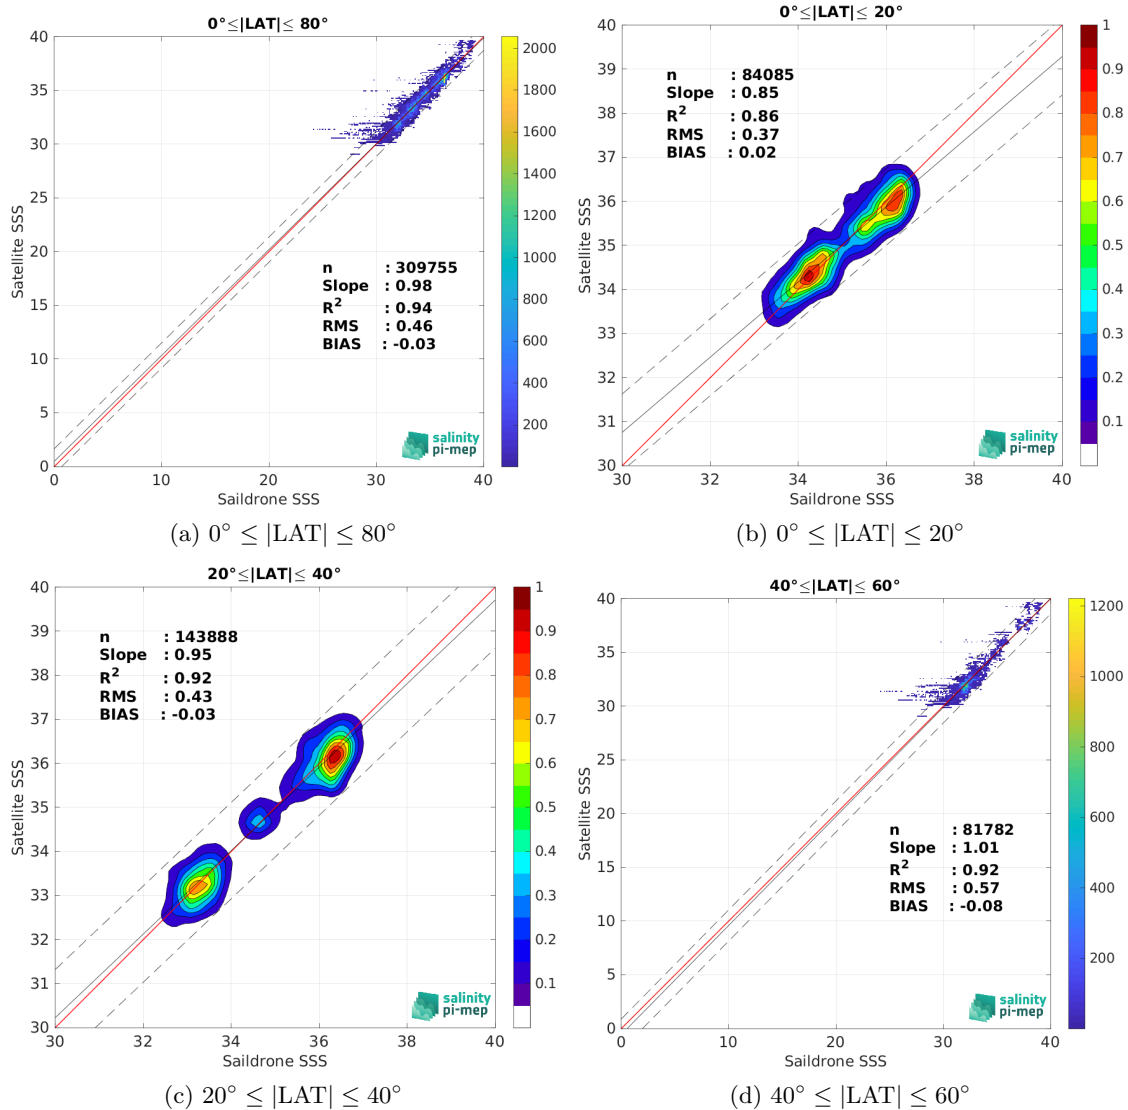 0°≤|LAT|≤ 80°
40
35
30
25
20
15
10
5
0
Satellite SSS
n : 309755
Slope : 0.98
R² : 0.94
RMS : 0.46
BIAS : -0.03
salinity
pi-mep
0 10 20 30 40
Saildrone SSS
2000
1800
1600
1400
1200
1000
800
600
400
200
(a) 0° ≤ |LAT| ≤ 80°
0°≤|LAT|≤ 20°
40
39
38
37
36
35
34
33
32
31
30
Satellite SSS
n : 84085
Slope : 0.85
R² : 0.86
RMS : 0.37
BIAS : 0.02
salinity
pi-mep
30 32 34 36 38 40
Saildrone SSS
1
0.9
0.8
0.7
0.6
0.5
0.4
0.3
0.2
0.1
(b) 0° ≤ |LAT| ≤ 20°
20°≤|LAT|≤ 40°
40
39
38
37
36
35
34
33
32
31
30
Satellite SSS
n : 143888
Slope : 0.95
R² : 0.92
RMS : 0.43
BIAS : -0.03
salinity
pi-mep
30 32 34 36 38 40
Saildrone SSS
1
0.9
0.8
0.7
0.6
0.5
0.4
0.3
0.2
0.1
(c) 20° ≤ |LAT| ≤ 40°
40°≤|LAT|≤ 60°
40
35
30
25
20
15
10
5
0
Satellite SSS
n : 81782
Slope : 1.01
R² : 0.92
RMS : 0.57
BIAS : -0.08
salinity
pi-mep
0 10 20 30 40
Saildrone SSS
1200
1000
800
600
400
200
(d) 40° ≤ |LAT| ≤ 60°